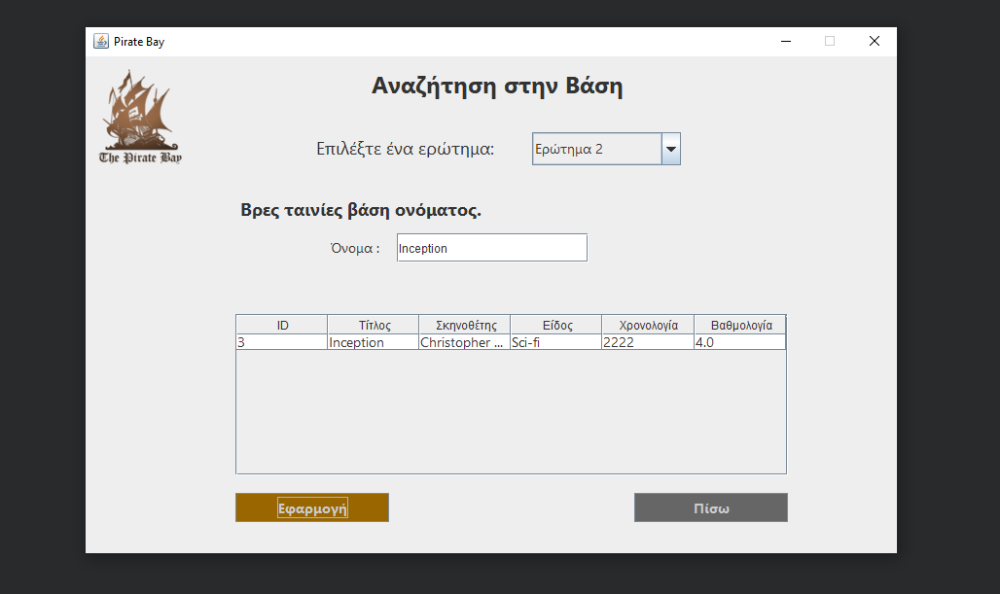 Pirate Bay
The Pirate Bay
Αναζήτηση στην Βάση
Επιλέξτε ένα ερώτημα:
Ερώτημα 2
Βρες ταινίες βάση ονόματος.
Όνομα :
Inception
ID Τίτλος Σκηνοθέτης Είδος Χρονολογία Βαθμολογία
3 Inception Christopher ... Sci-fi 2222 4.0
Εφαρμογή
Πίσω